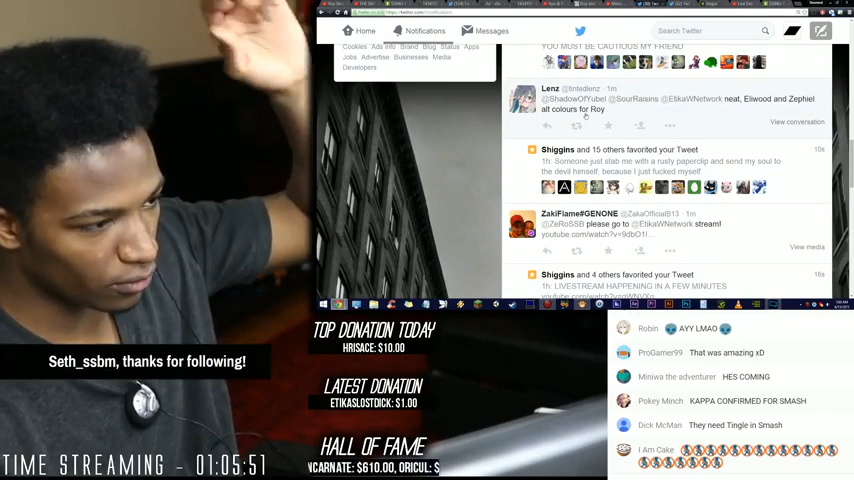 Home
Notifications
Messages
Search Twitter
Cookies Ads info Brand Blog Status Apps
Jobs Advertise Businesses Media
Developers
YOU MUST BE CAUTIOUS MY FRIEND
Lenz @tintedlenz · 1m
@ShadowOfYubel @SourRaisins @EtikaWNetwork neat, Eliwood and Zephiel
alt colours for Roy
View conversation
Shiggins and 15 others favorited your Tweet
10s
1h: Someone just stab me with a rusty paperclip and send my soul to
the devil himself, because I just fucked myself
ZakiFlame#GENONE @ZakaOfficialB13 · 1m
@ZeRoSSB please go to @EtikaWNetwork stream!
youtube.com/watch?v=9dbO1I...
View media
Shiggins and 4 others favorited your Tweet
16s
1h: LIVESTREAM HAPPENING IN A FEW MINUTES
Seth_ssbm, thanks for following!
TIME STREAMING - 01:05:51
TOP DONATION TODAY
HRISACE: $10.00
LATEST DONATION
ETIKASLOSTDICK: $1.00
HALL OF FAME
NCARNATE: $610.00, ORICUL: $
Robin AYY LMAO
ProGamer99 That was amazing xD
Miniwa the adventurer HES COMING
Pokey Minch KAPPA CONFIRMED FOR SMASH
Dick McMan They need Tingle in Smash
I Am Cake